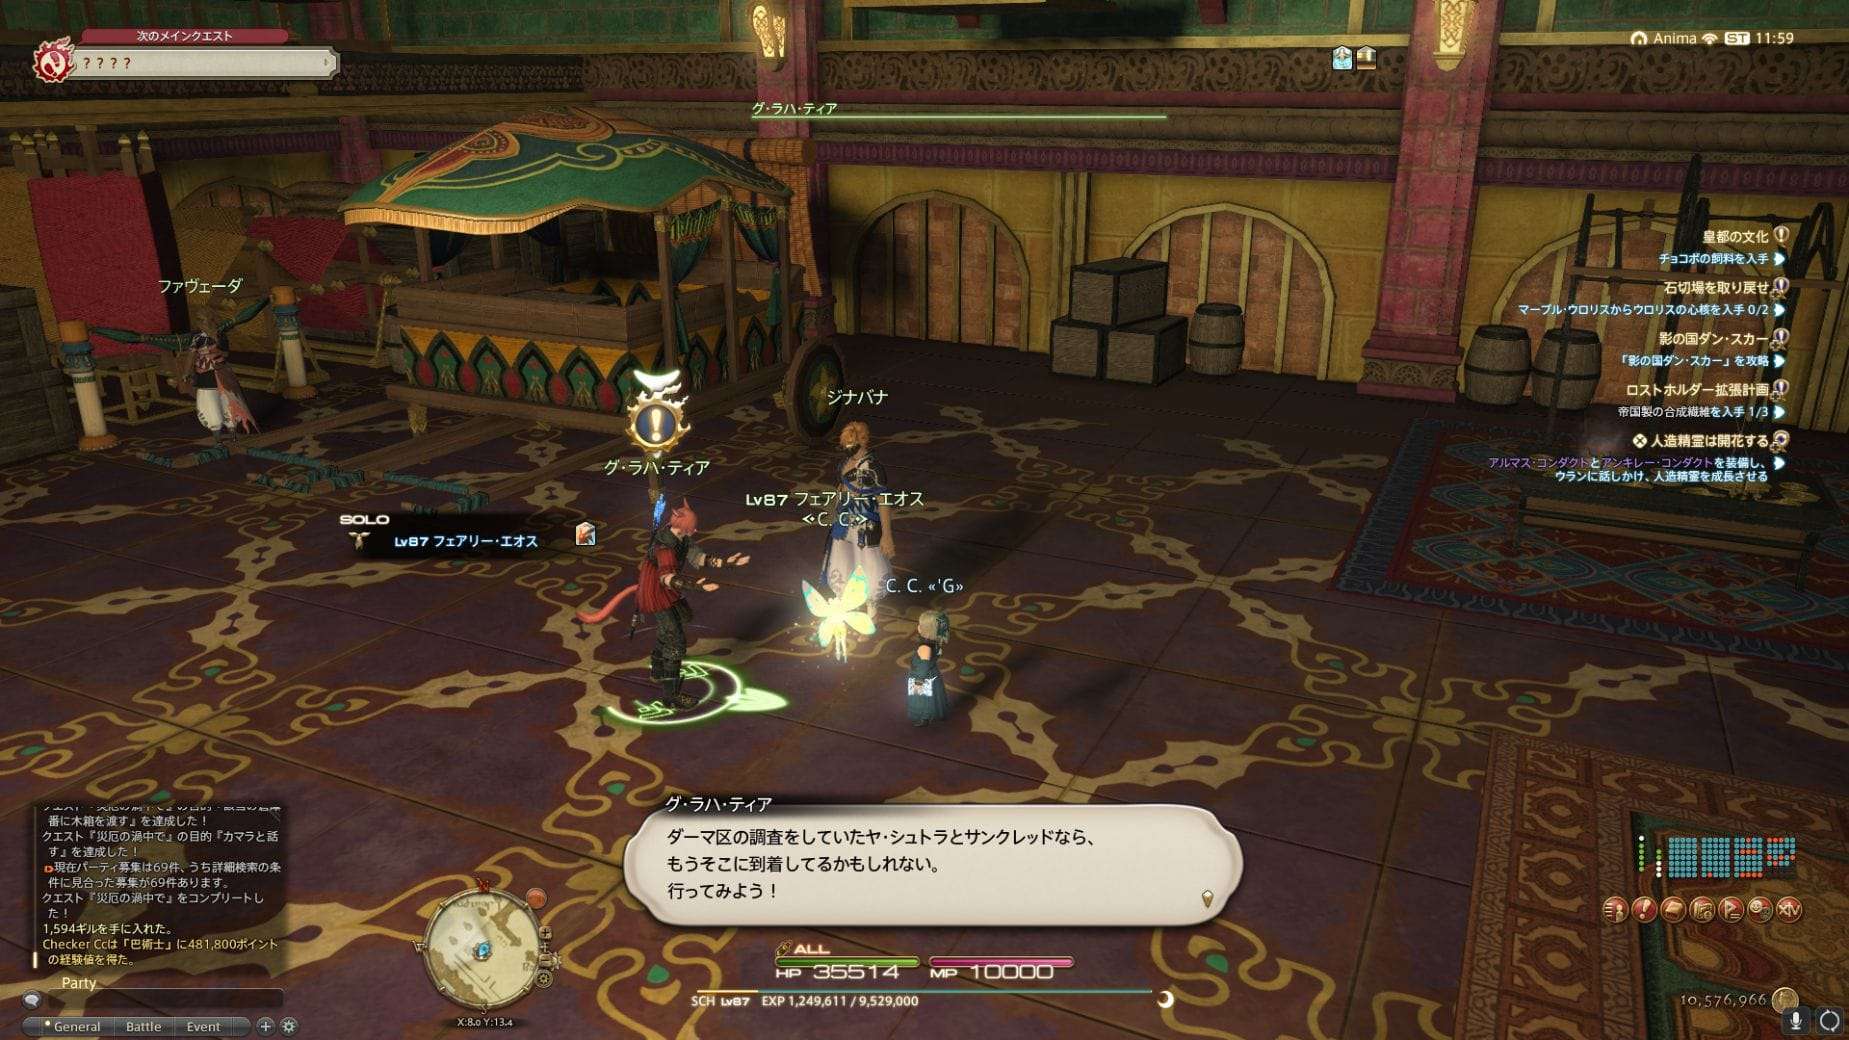 次のメインクエスト
????
Anima ST 11:59
グ・ラハ・ティア
皇都の文化
チョコボの飼料を入手
石切場を取り戻せ
マーブル・ウロリスからウロリスの心核を入手 0/2
影の国ダン・スカー
「影の国ダン・スカー」を攻略
ロストホルダー拡張計画
帝国製の合成繊維を入手 1/3
人造精霊は開花する
アルマス・コンダクトとアンキレー・コンダクトを装備し、
ウランに話しかけ、人造精霊を成長させる
ファヴェーダ
ジナバナ
グ・ラハ・ティア
Lv87 フェアリー・エオス
«C. C.»
SOLO
Lv87 フェアリー・エオス
C. C. «'G»
グ・ラハ・ティア
ダーマ区の調査をしていたヤ・シュトラとサンクレッドなら、
もうそこに到着してるかもしれない。
行ってみよう！
番に木箱を渡す』を達成した！
クエスト『災厄の渦中で』の目的『カマラと話
す』を達成した！
現在パーティ募集は69件、うち詳細検索の条
件に見合った募集が69件あります。
クエスト『災厄の渦中で』をコンプリートし
た！
1,594ギルを手に入れた。
Checker Ccは「巴術士」に481,800ポイント
の経験値を得た。
Party
General Battle Event
X:8.0 Y:13.4
ALL
HP 35514 MP 10000
SCH Lv87 EXP 1,249,611 / 9,529,000
XIV
10,576,966